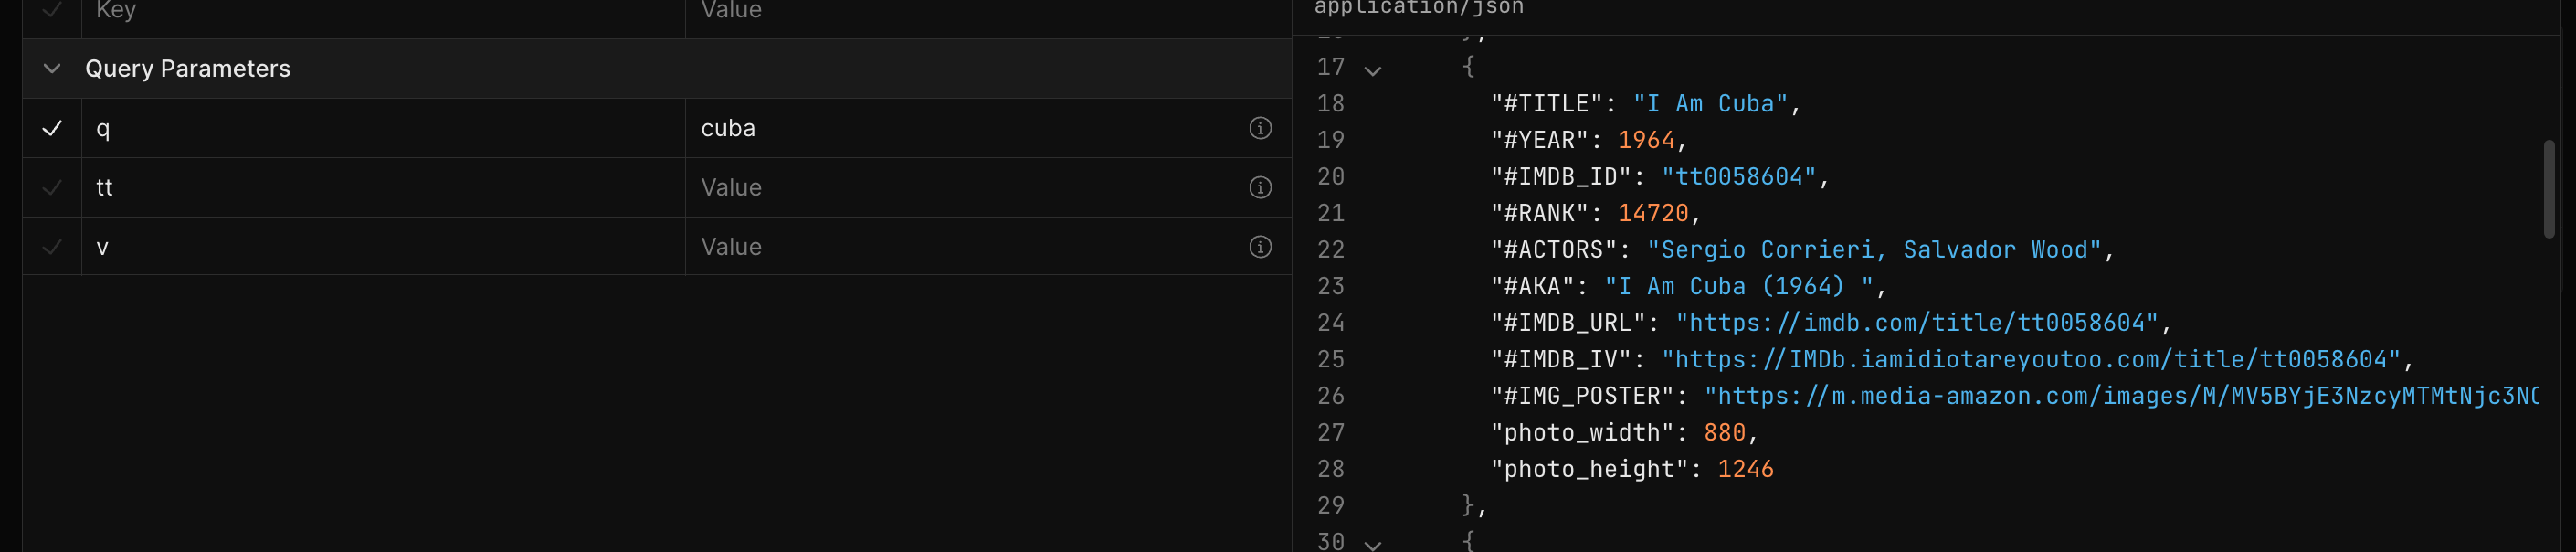 Key Value
Query Parameters
q cuba
tt Value
v Value
application/json
},
17 {
18 "#TITLE": "I Am Cuba",
19 "#YEAR": 1964,
20 "#IMDB_ID": "tt0058604",
21 "#RANK": 14720,
22 "#ACTORS": "Sergio Corrieri, Salvador Wood",
23 "#AKA": "I Am Cuba (1964) ",
24 "#IMDB_URL": "https://imdb.com/title/tt0058604",
25 "#IMDB_IV": "https://IMDb.iamidiotareyoutoo.com/title/tt0058604",
26 "#IMG_POSTER": "https://m.media-amazon.com/images/M/MV5BYjE3NzcyMTMtNjc3N
27 "photo_width": 880,
28 "photo_height": 1246
29 },
30 {